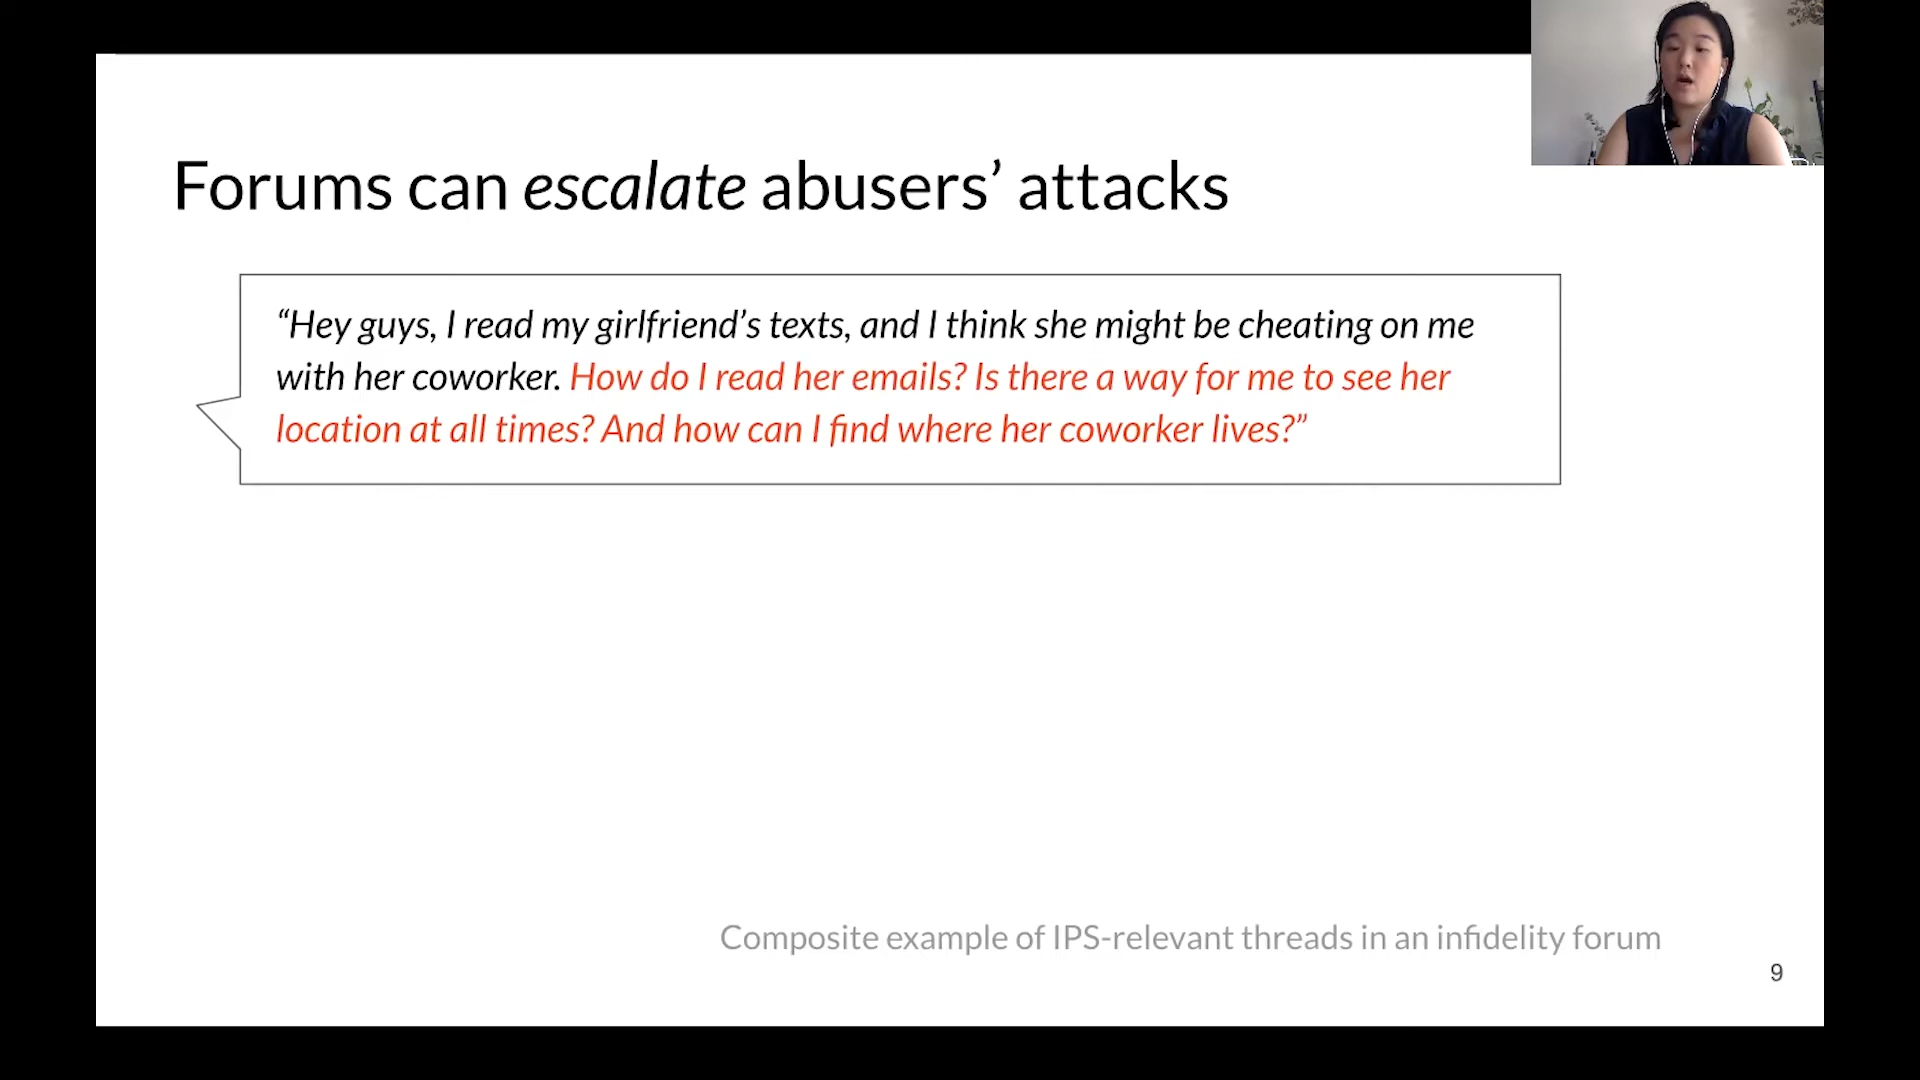 Forums can escalate abusers’ attacks
“Hey guys, I read my girlfriend’s texts, and I think she might be cheating on me
with her coworker. How do I read her emails? Is there a way for me to see her
location at all times? And how can I find where her coworker lives?”
Composite example of IPS-relevant threads in an infidelity forum
9